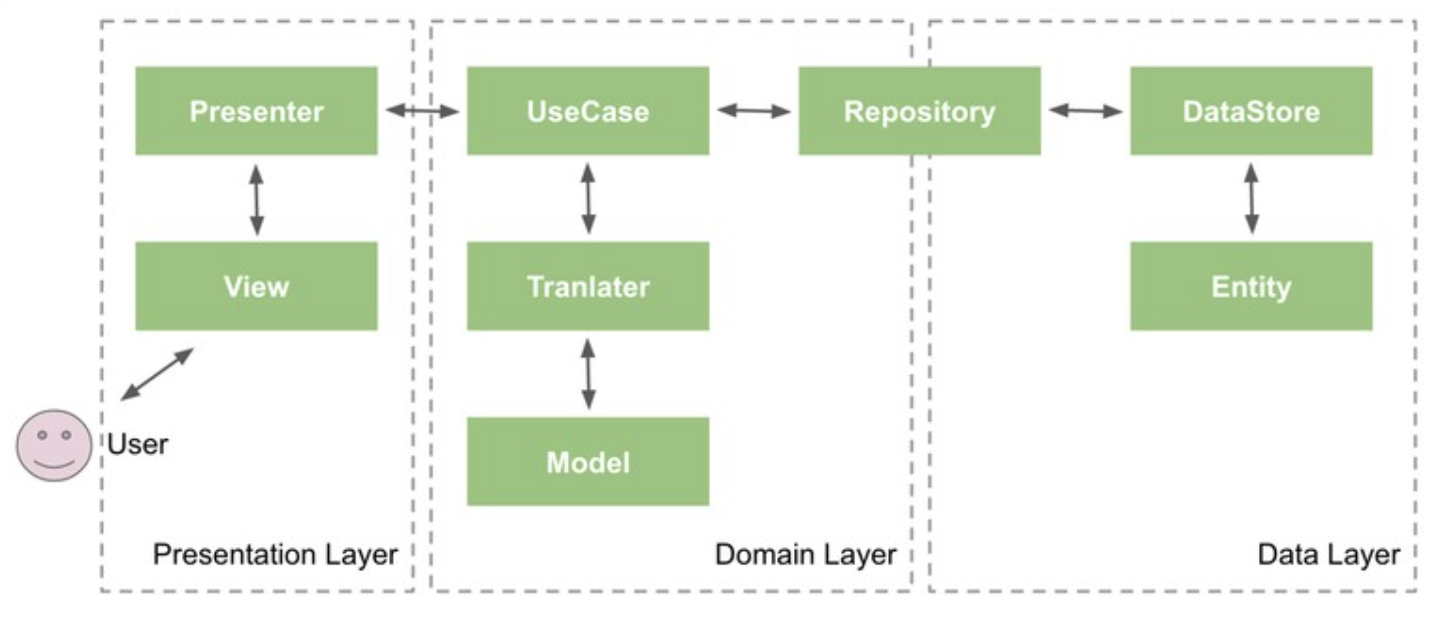 Presenter
UseCase
Repository
DataStore
View
Tranlater
Entity
User
Model
Presentation Layer
Domain Layer
Data Layer